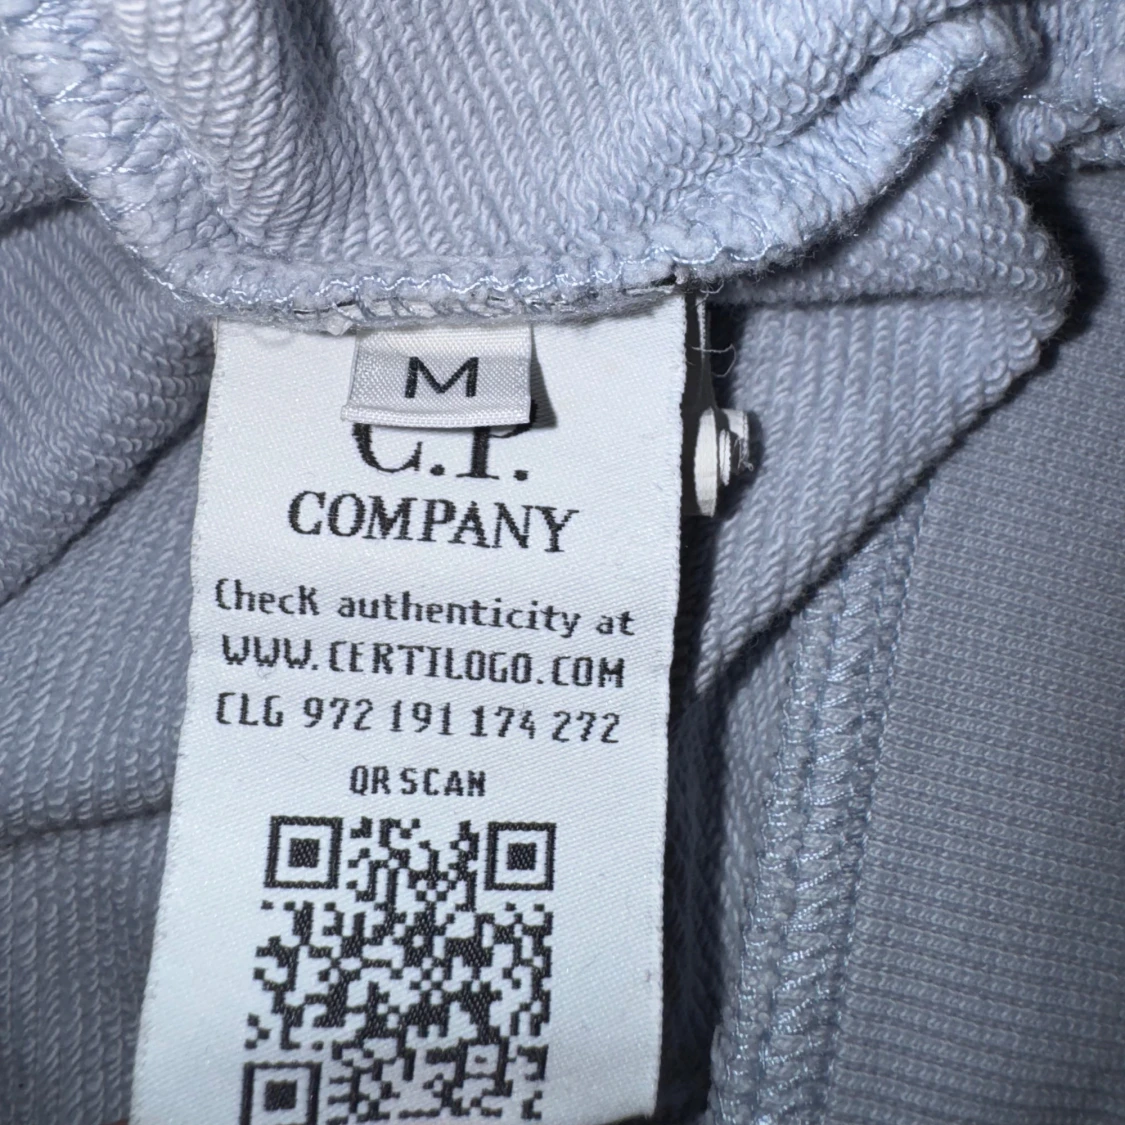 M
C.P.
COMPANY
Check authenticity at
WWW.CERTILOGO.COM
CLG 972 191 174 272
QR SCAN